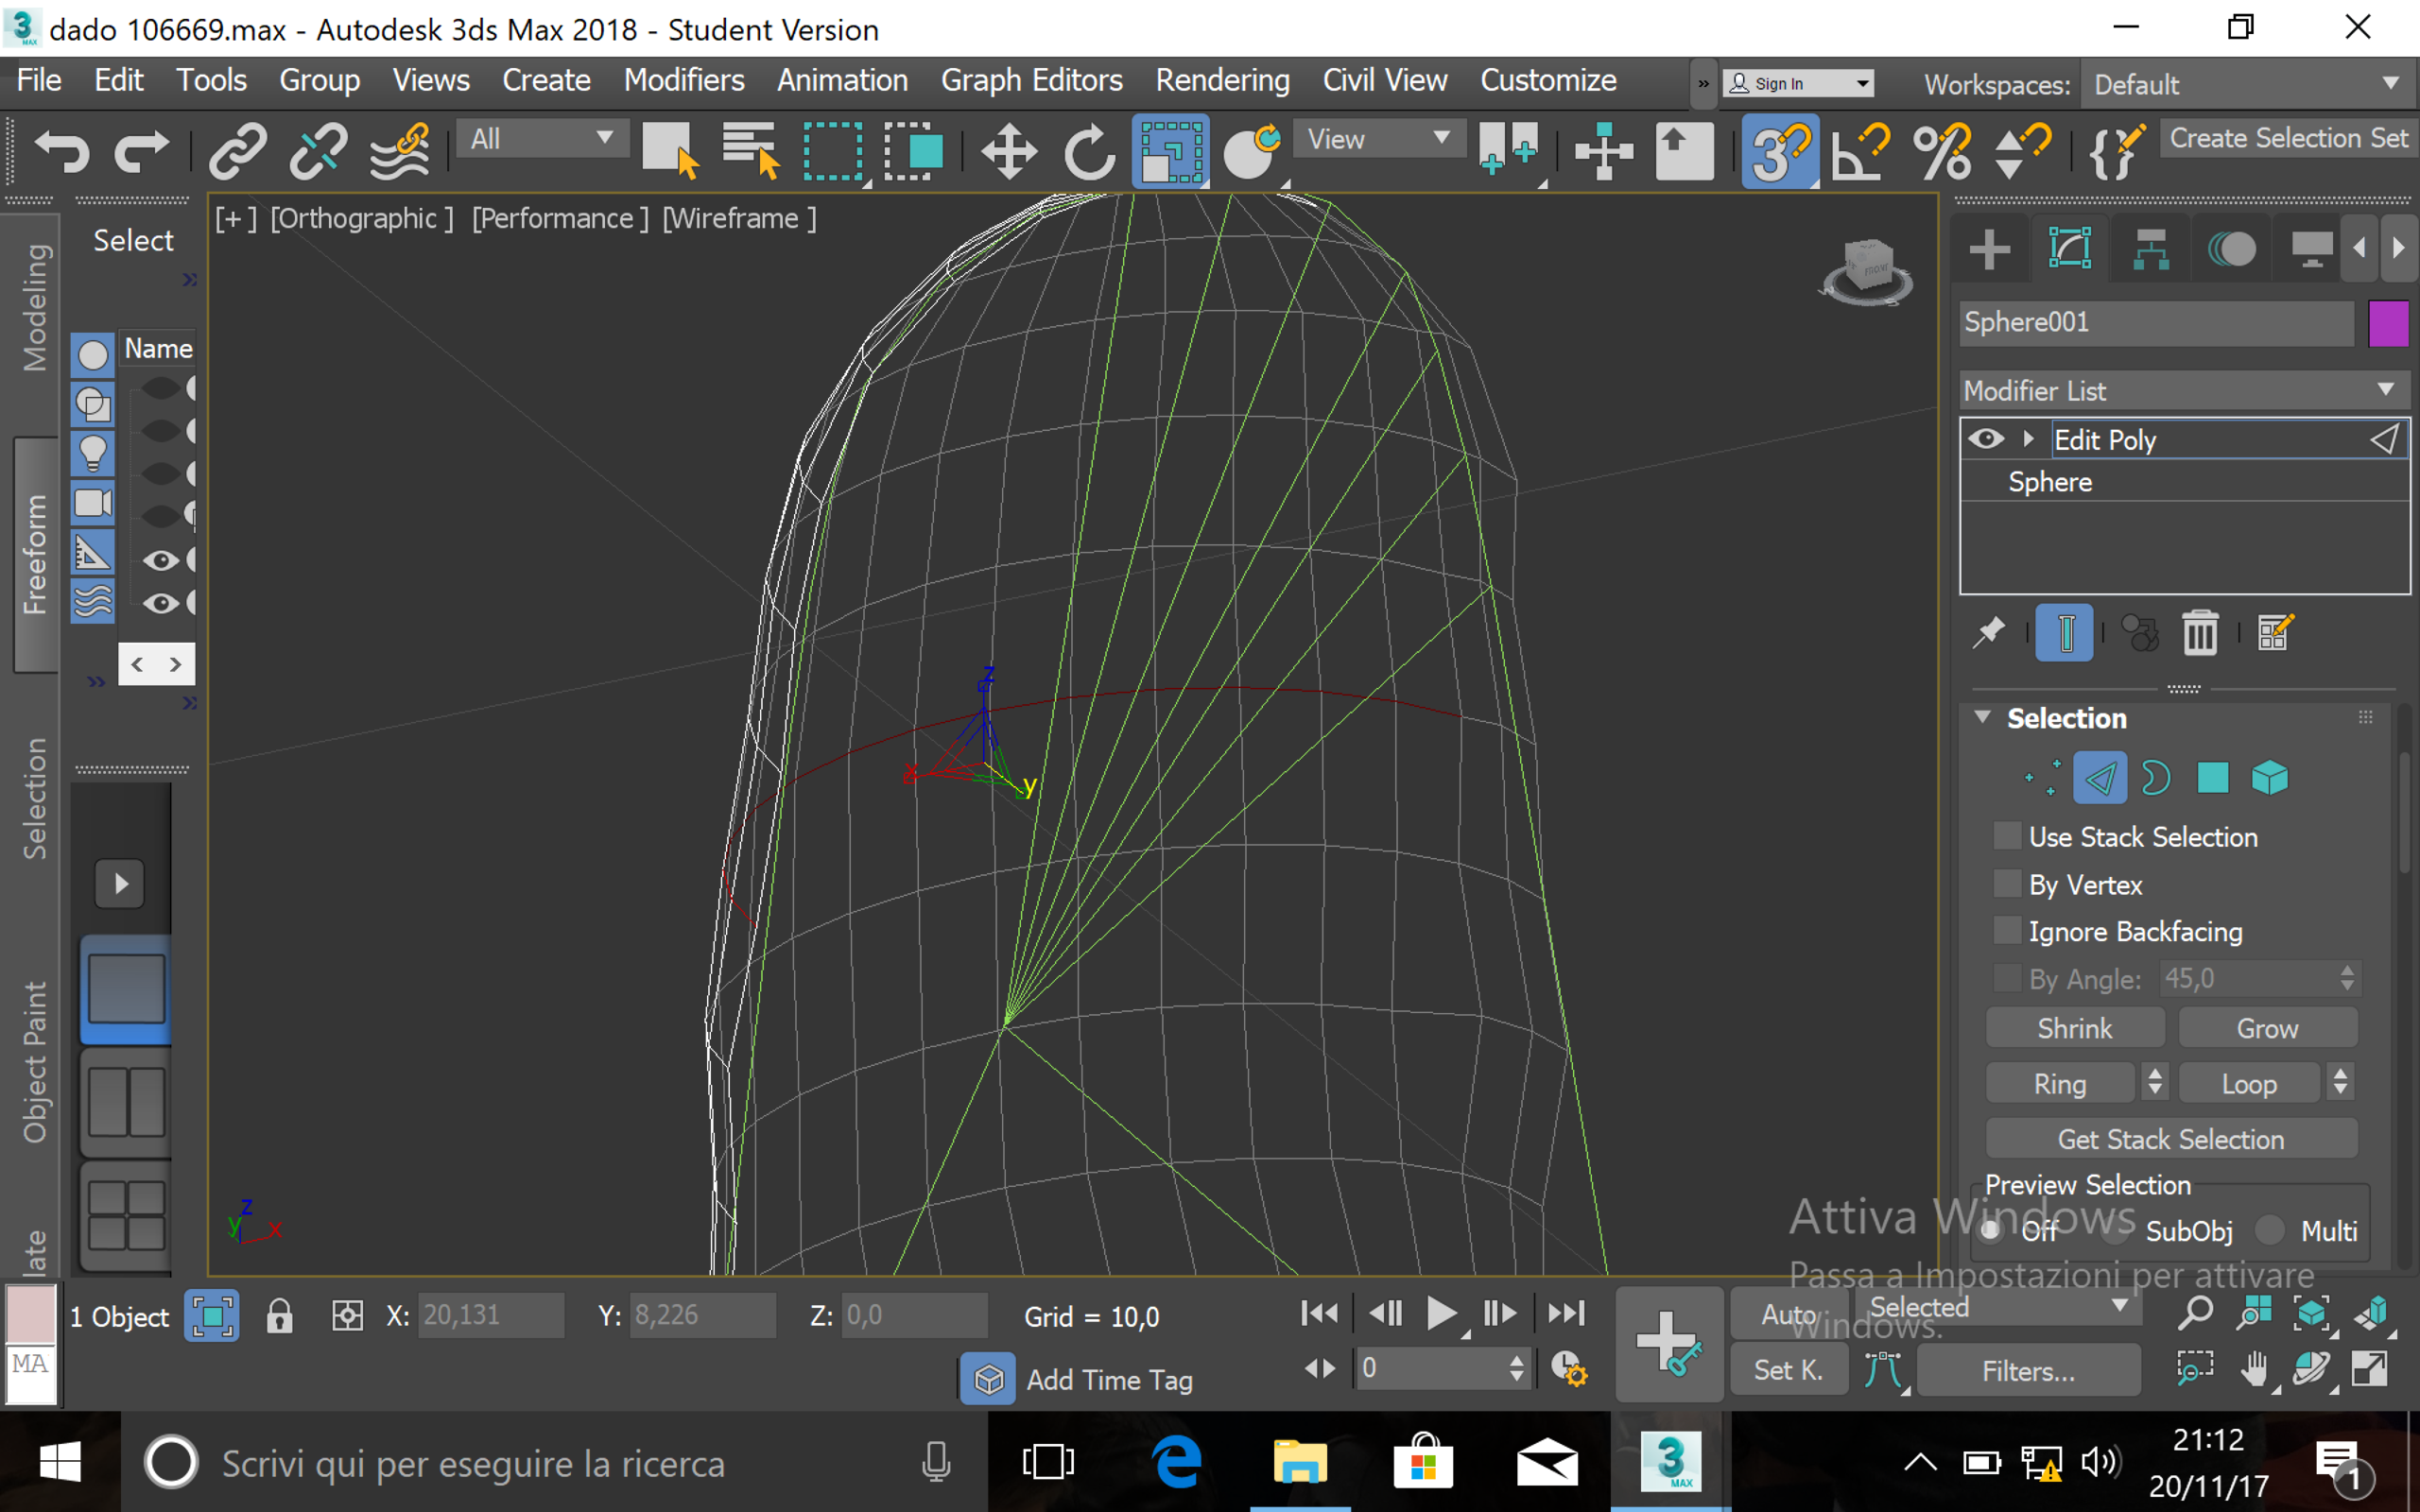 dado 106669.max - Autodesk 3ds Max 2018 - Student Version
File Edit Tools Group Views Create Modifiers Animation Graph Editors Rendering Civil View Customize » Sign In Workspaces: Default
All View Create Selection Set
[+ ] [Orthographic ] [Performance ] [Wireframe ]
Select
Modeling
Freeform
Selection
Object Paint
late
Name
FRONT
z
x
y
z
y
x
Sphere001
Modifier List
Edit Poly
Sphere
Selection
Use Stack Selection
By Vertex
Ignore Backfacing
By Angle: 45,0
Shrink Grow
Ring Loop
Get Stack Selection
Preview Selection
Off SubObj Multi
Attiva Windows
Passa a Impostazioni per attivare
Windows.
1 Object X: 20,131 Y: 8,226 Z: 0,0 Grid = 10,0
Auto Selected
MA
Add Time Tag
0
Set K. Filters...
Scrivi qui per eseguire la ricerca
3
MAX
21:12
20/11/17
1